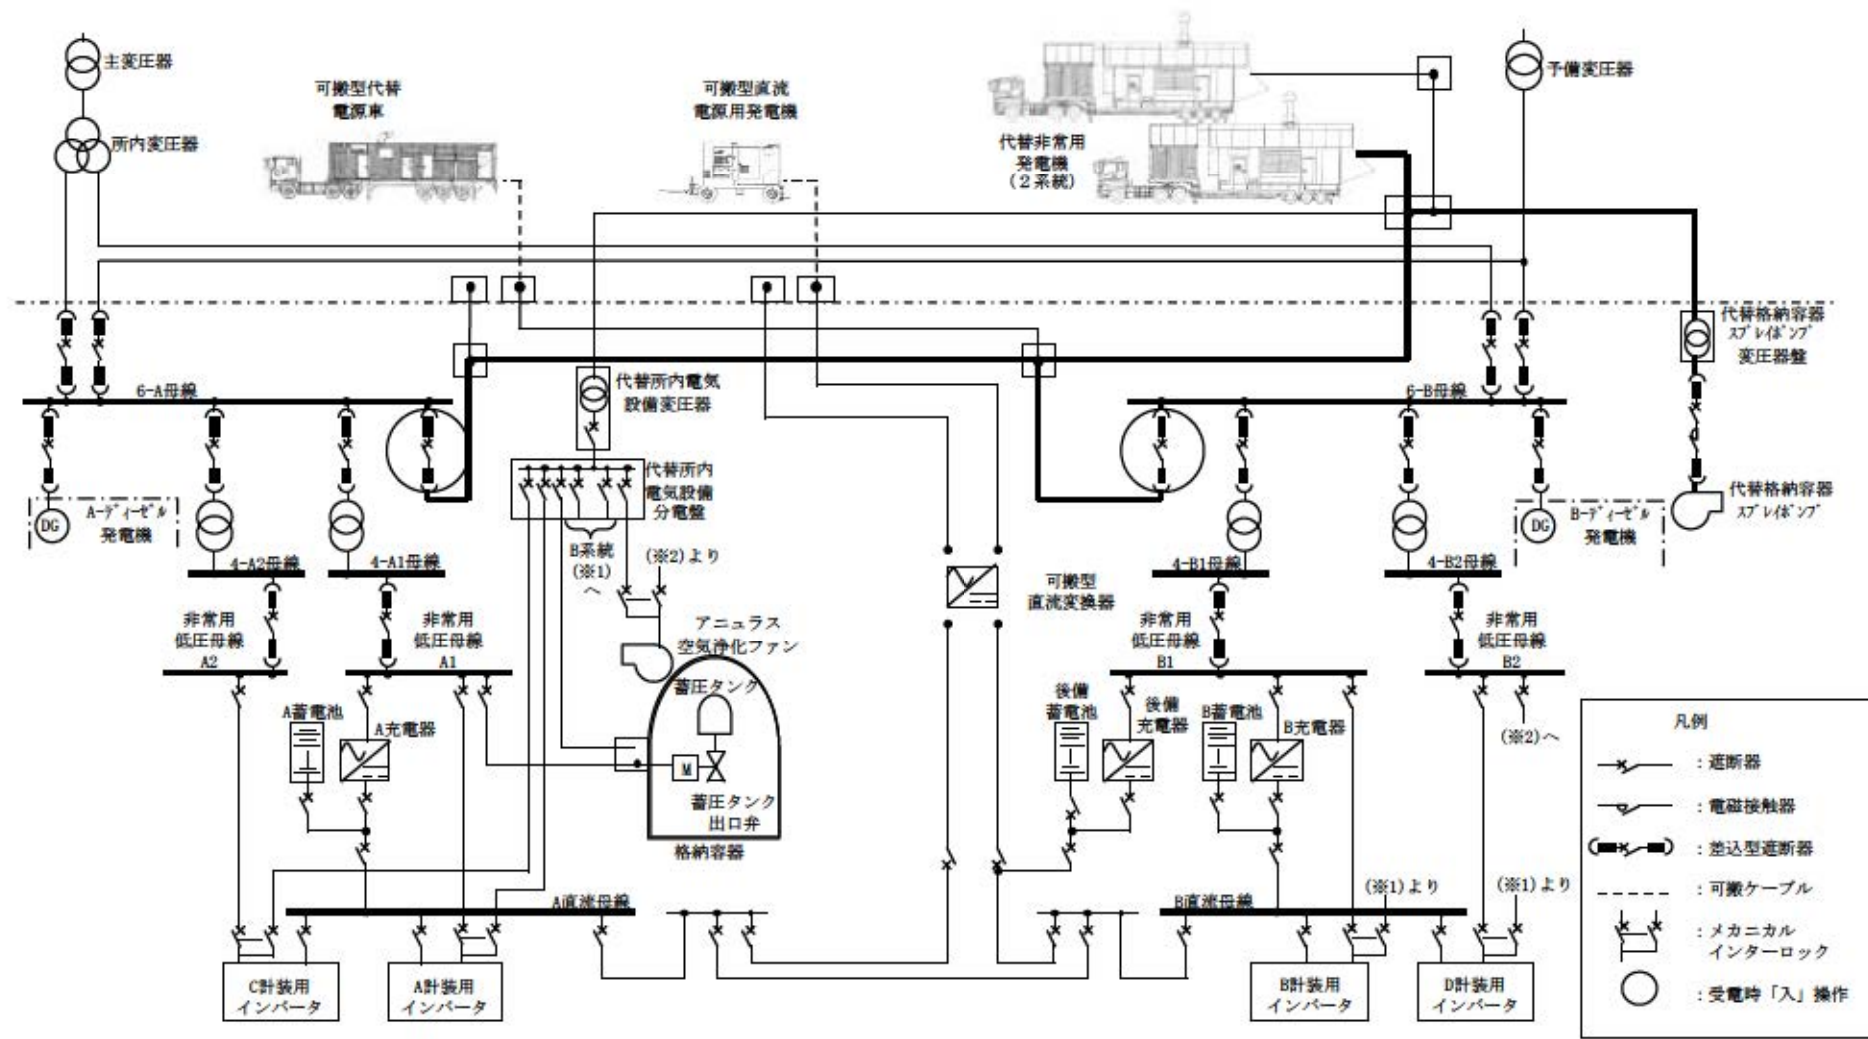 主変圧器
所内変圧器
可搬型代替
電源車
可搬型直流
電源用発電機
代替非常用
発電機
(2系統)
予備変圧器
代替格納容器
スプレイポンプ
変圧器盤
6-A母線
代替所内電気
設備変圧器
6-B母線
代替所内
電気設備
分電盤
代替格納容器
スプレイポンプ
DG
A-ディーゼル
発電機
B系統
(※1)
へ
(※2)より
DG
B-ディーゼル
発電機
4-A2母線
4-A1母線
可搬型
直流変換器
4-B1母線
4-B2母線
非常用
低圧母線
A2
非常用
低圧母線
A1
アニュラス
空気浄化ファン
非常用
低圧母線
B1
非常用
低圧母線
B2
蓄圧タンク
A蓄電池
A充電器
M
蓄圧タンク
出口弁
格納容器
後備
蓄電池
後備
充電器
B蓄電池
B充電器
(※2)へ
A直流母線
B直流母線
(※1)より
(※1)より
C計装用
インバータ
A計装用
インバータ
B計装用
インバータ
D計装用
インバータ
凡例
:遮断器
:電磁接触器
:差込型遮断器
:可搬ケーブル
:メカニカル
インターロック
:受電時「入」操作